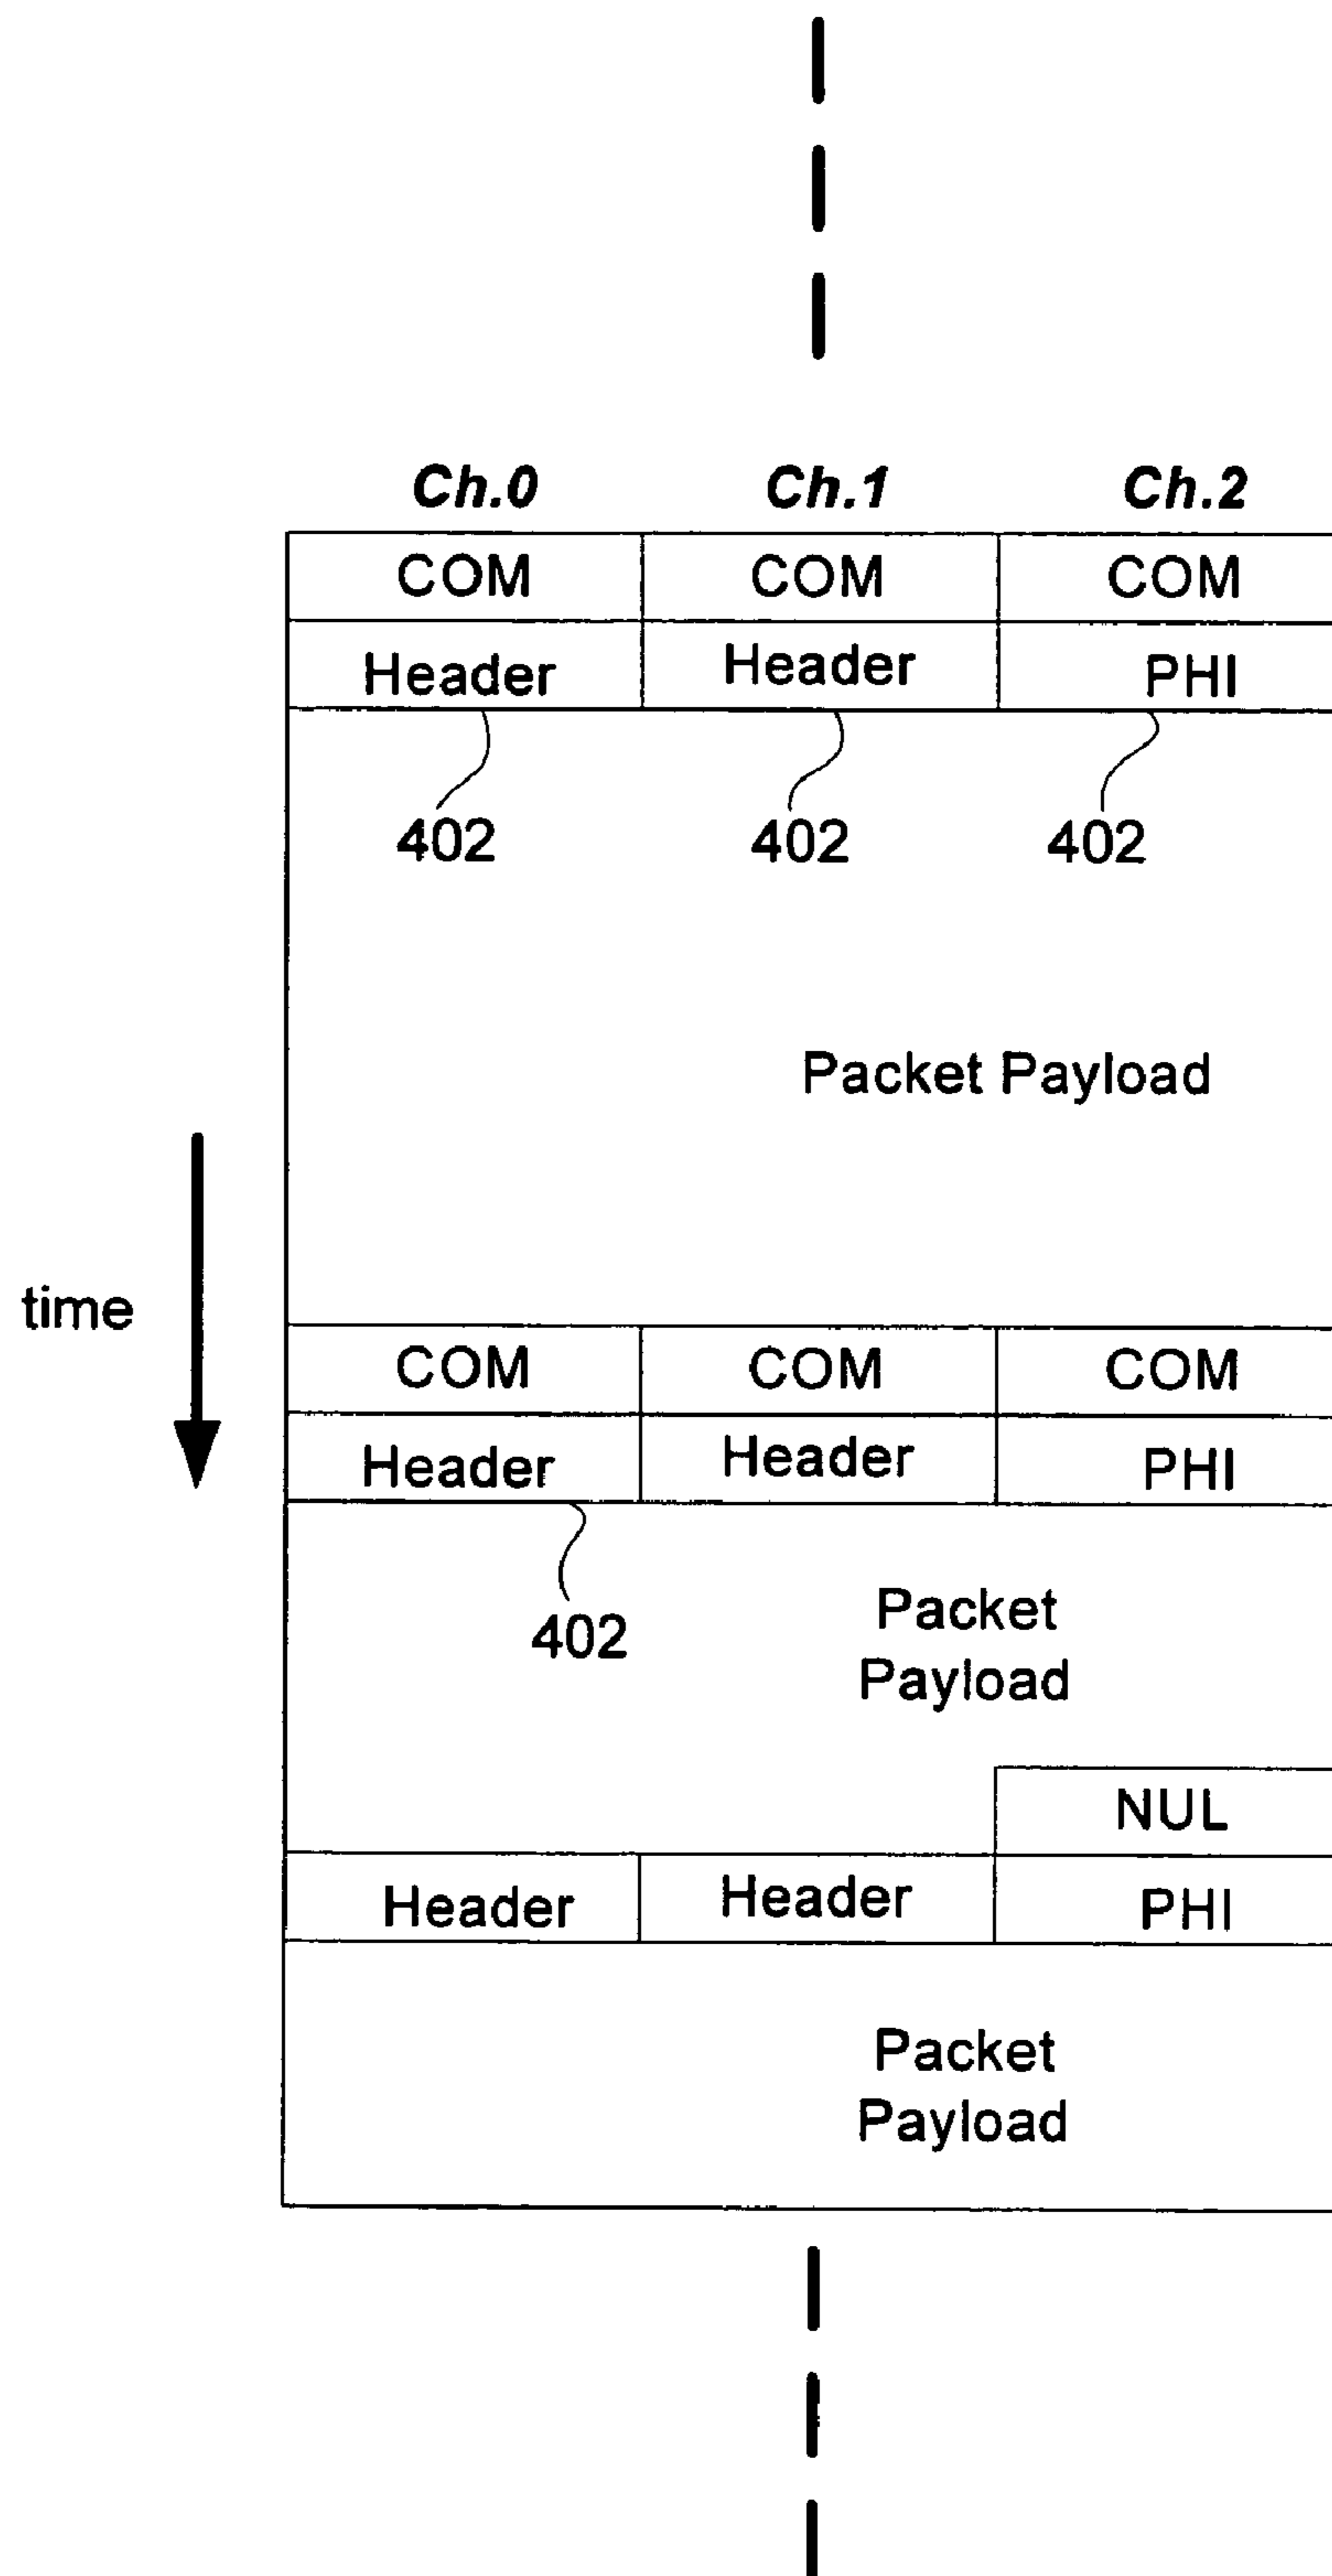 Ch.0 Ch.1 Ch.2
COM COM COM
Header Header PHI
402 402 402
Packet Payload
time
COM COM COM
Header Header PHI
402
Packet
Payload
NUL
Header Header PHI
Packet
Payload